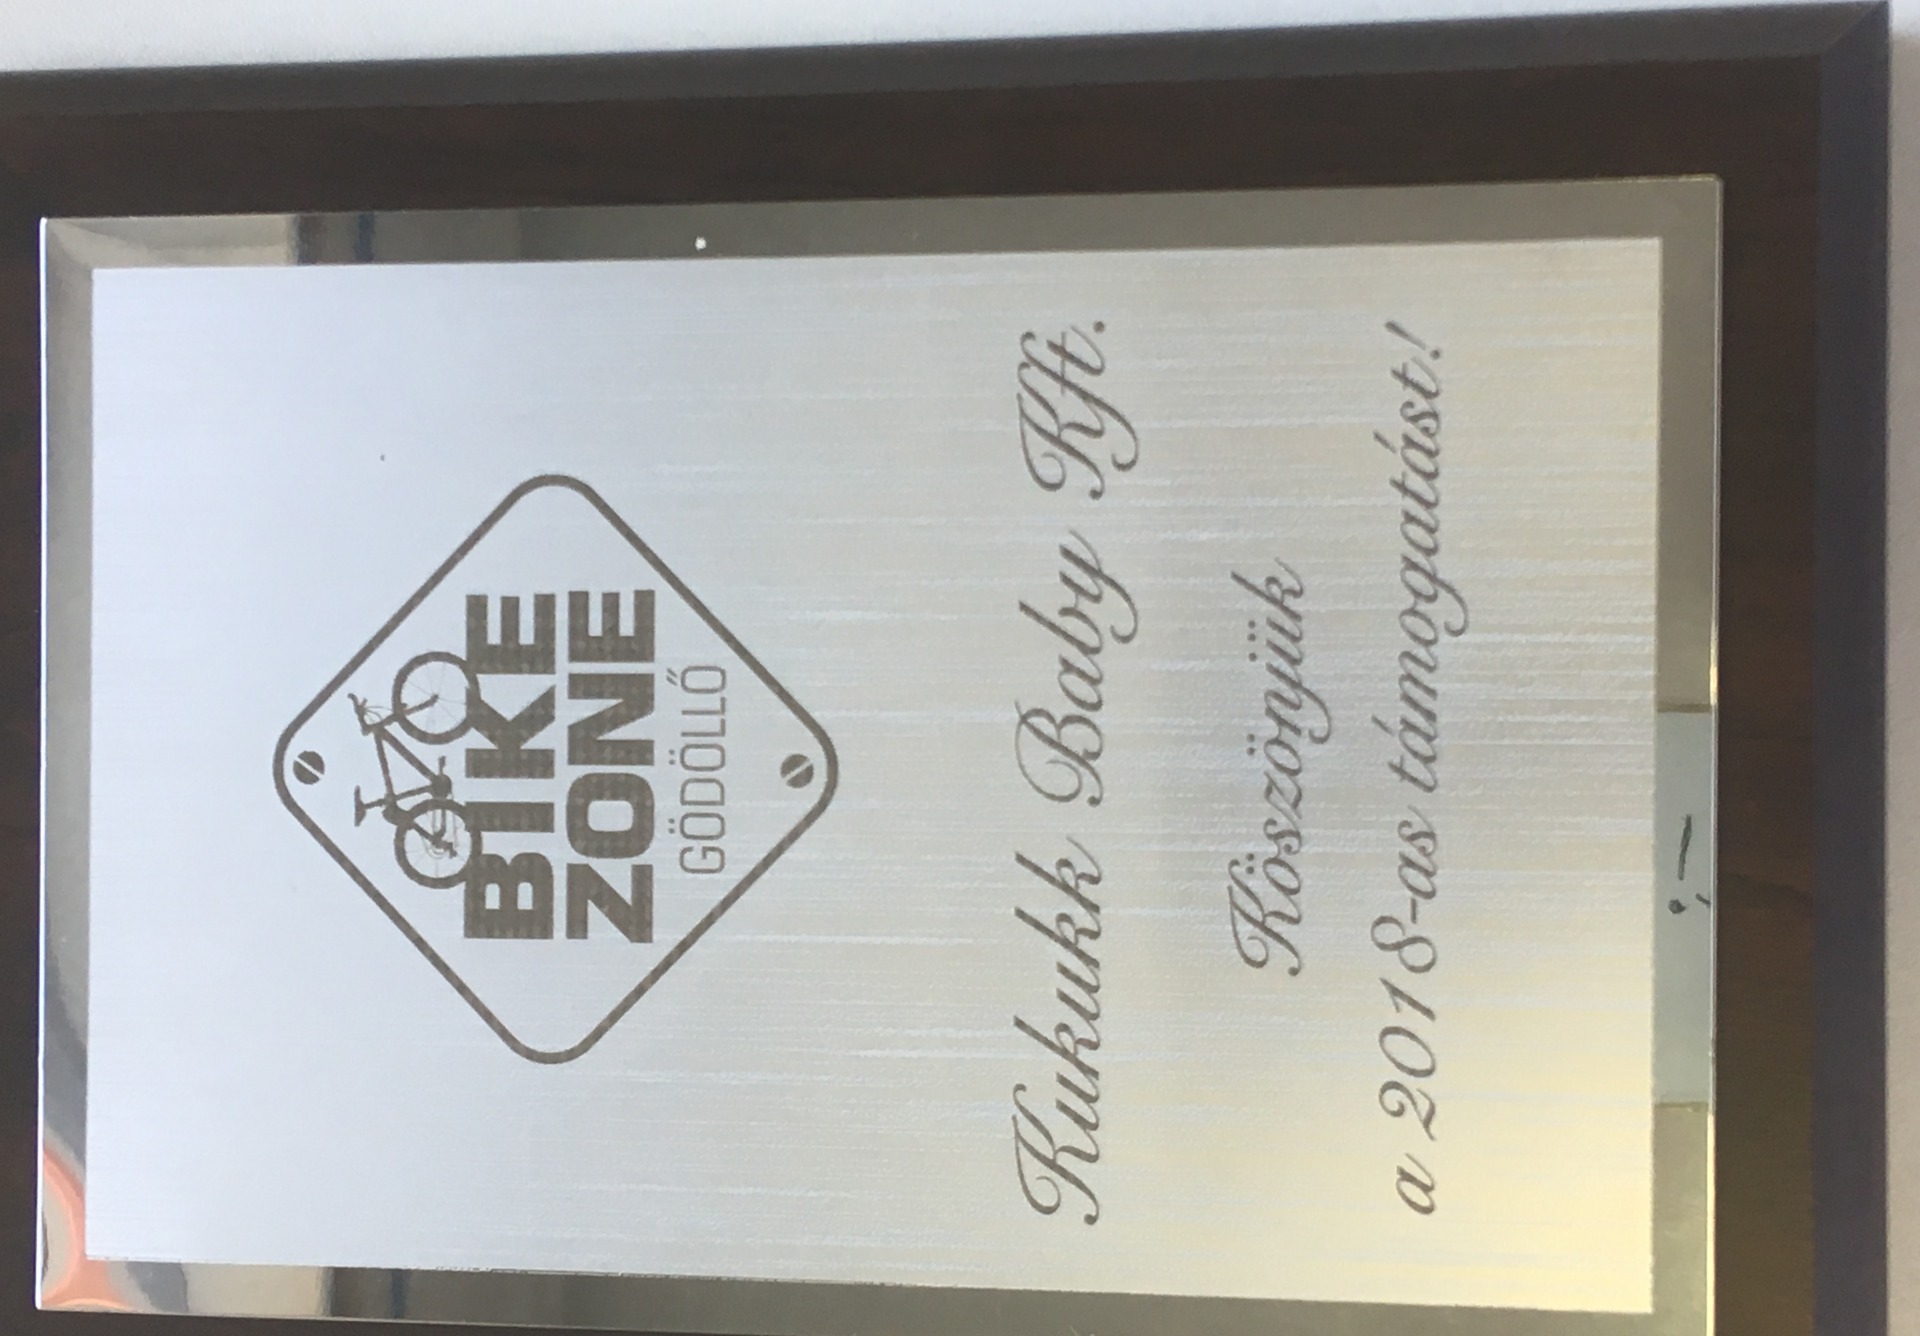 BIKE
ZONE
GÖDÖLLŐ
Kukukk Baby Kft.
Köszönjük
a 2018-as támogatást!